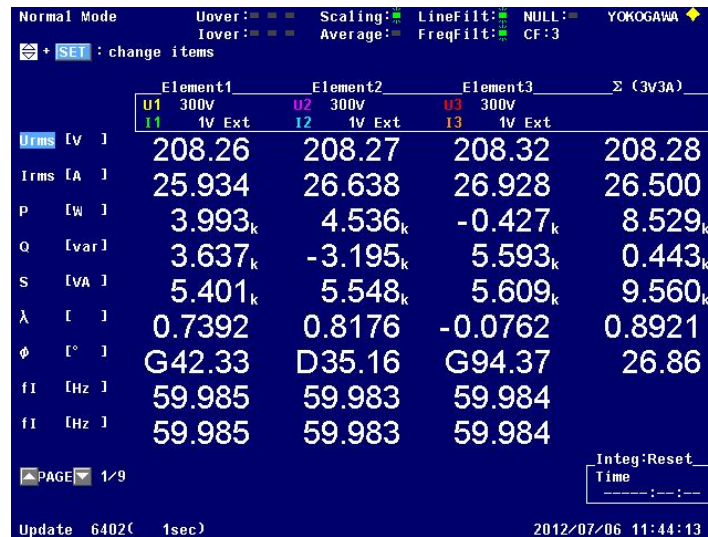 Normal Mode Uover: Scaling: LineFilt: NULL: YOKOGAWA
Iover: Average: FreqFilt: CF:3
+ SET : change items
Element1 Element2 Element3 Σ (3V3A)
U1 300V U2 300V U3 300V
I1 1V Ext I2 1V Ext I3 1V Ext
Urms [V ] 208.26 208.27 208.32 208.28
Irms [A ] 25.934 26.638 26.928 26.500
P [W ] 3.993k 4.536k -0.427k 8.529k
Q [var] 3.637k -3.195k 5.593k 0.443k
S [VA ] 5.401k 5.548k 5.609k 9.560k
λ [ ] 0.7392 0.8176 -0.0762 0.8921
φ [° ] G42.33 D35.16 G94.37 26.86
fI [Hz ] 59.985 59.983 59.984
fI [Hz ] 59.985 59.983 59.984
PAGE 1/9
Integ:Reset
Time
-----:--:--
Update 6402( 1sec) 2012/07/06 11:44:13